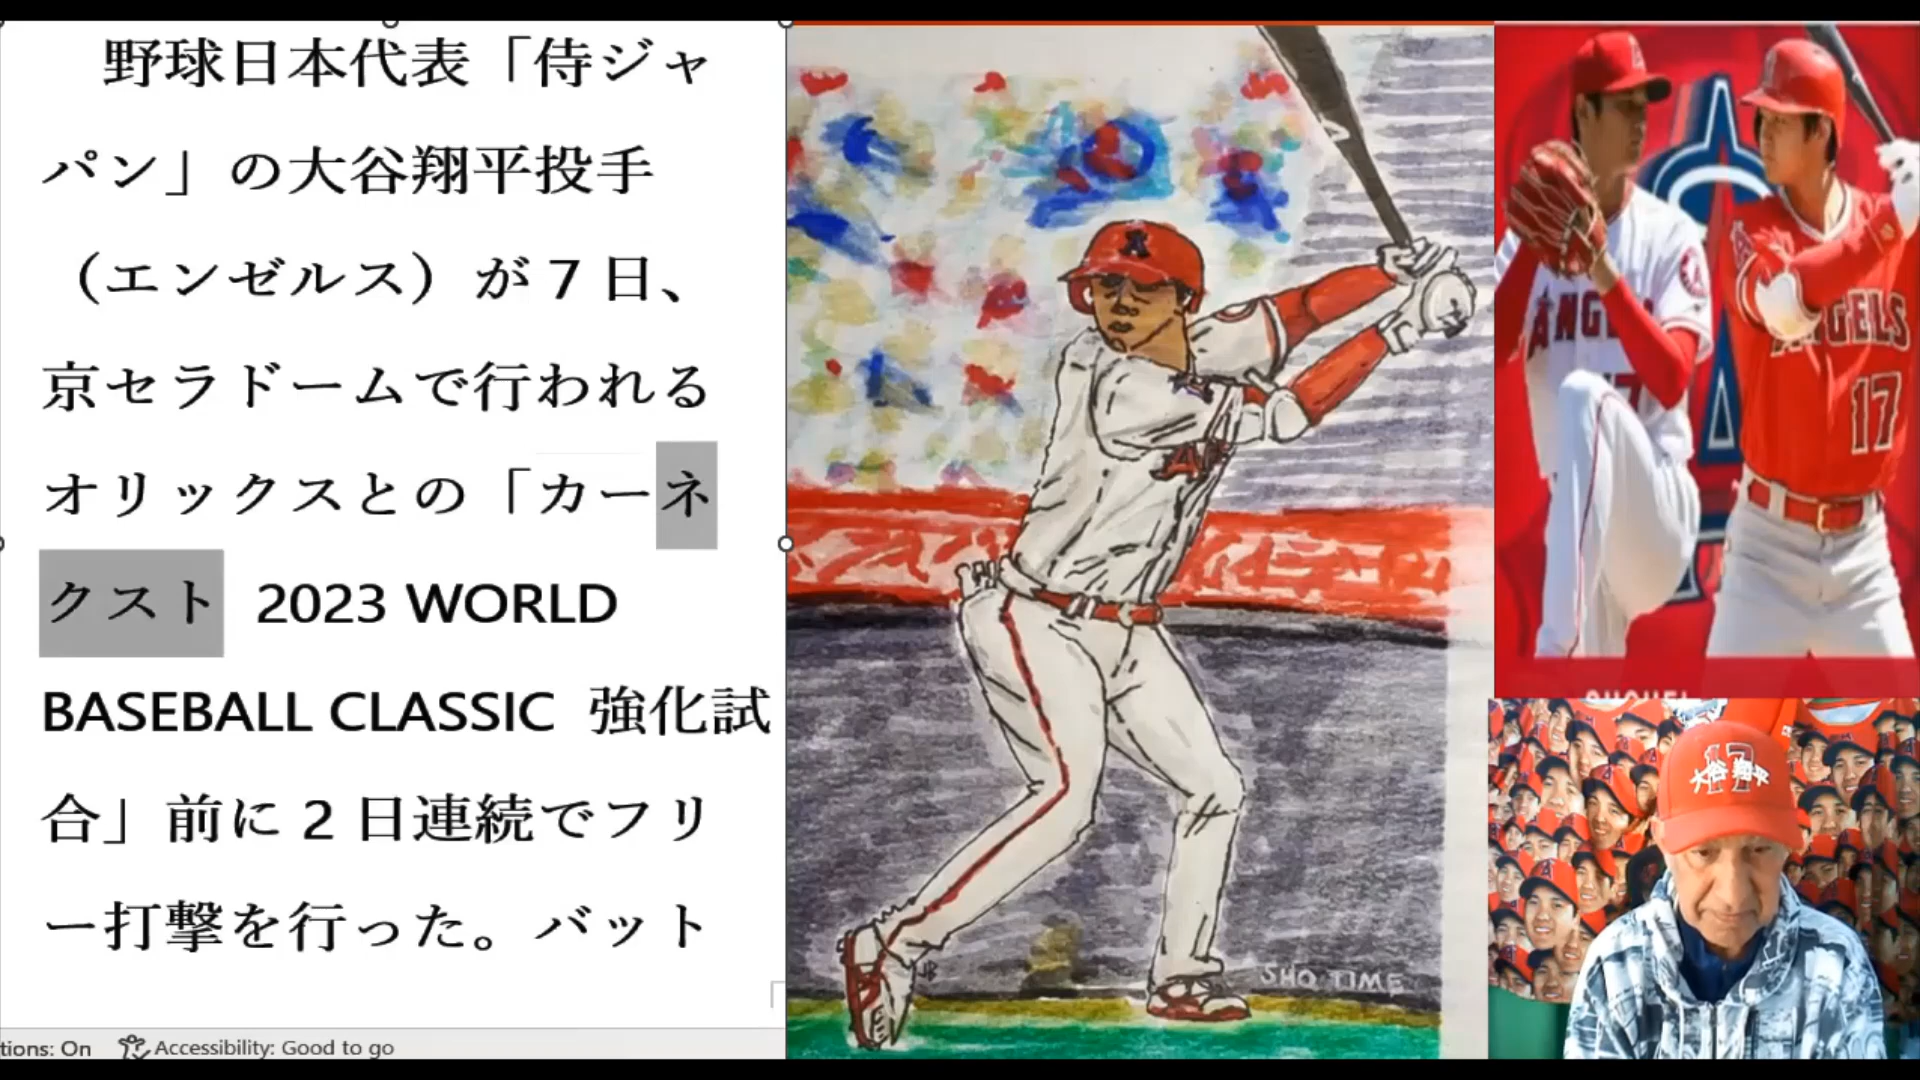 野球日本代表「侍ジャ
パン」の大谷翔平投手
（エンゼルス）が 7 日、
京セラドームで行われる
オリックスとの「カーネ
クスト 2023 WORLD
BASEBALL CLASSIC 強化試
合」前に 2 日連続でフリ
ー打撃を行った。バット
tions: On Accessibility: Good to go
SHO TIME
JB
ANGELS
17
17
大谷 翔平